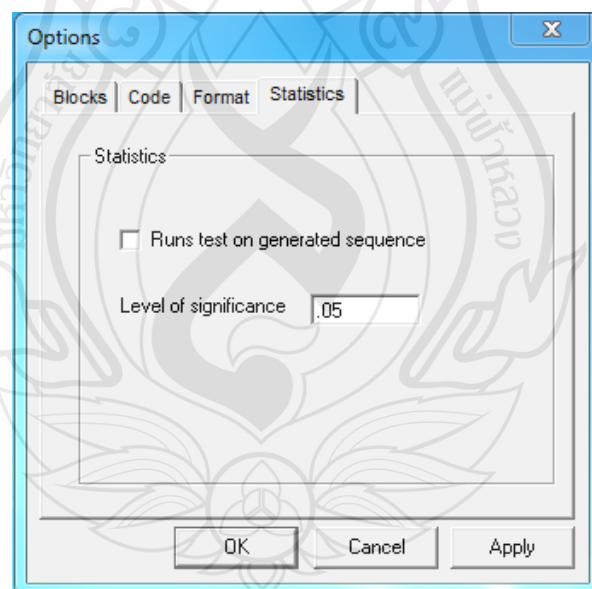 Options
Blocks Code Format Statistics
Statistics
Runs test on generated sequence
Level of significance .05
OK Cancel Apply